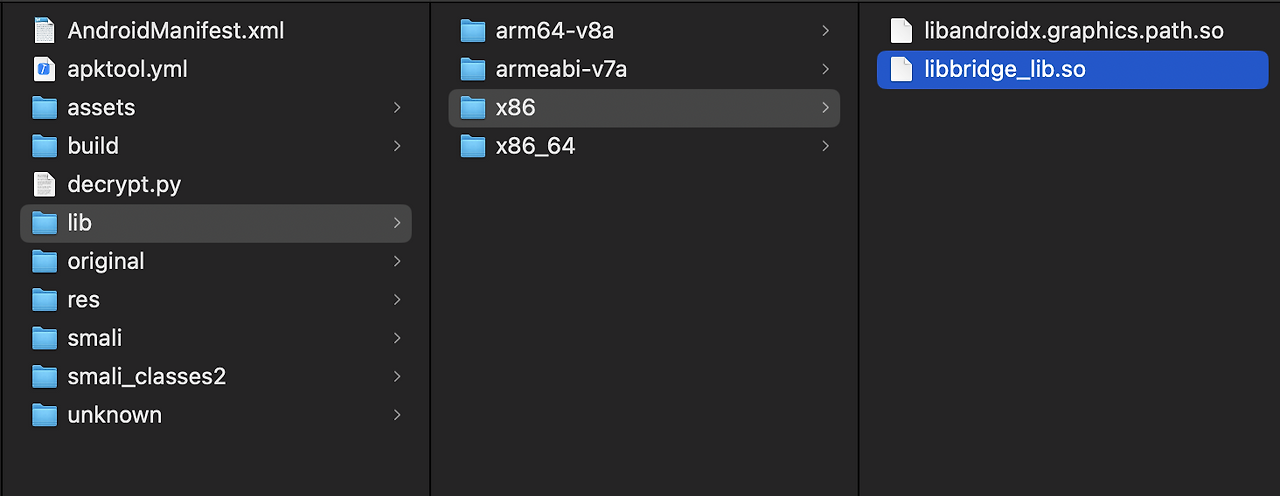 AndroidManifest.xml
apktool.yml
assets
build
decrypt.py
lib
original
res
smali
smali_classes2
unknown
arm64-v8a
armeabi-v7a
x86
x86_64
libandroidx.graphics.path.so
libbridge_lib.so